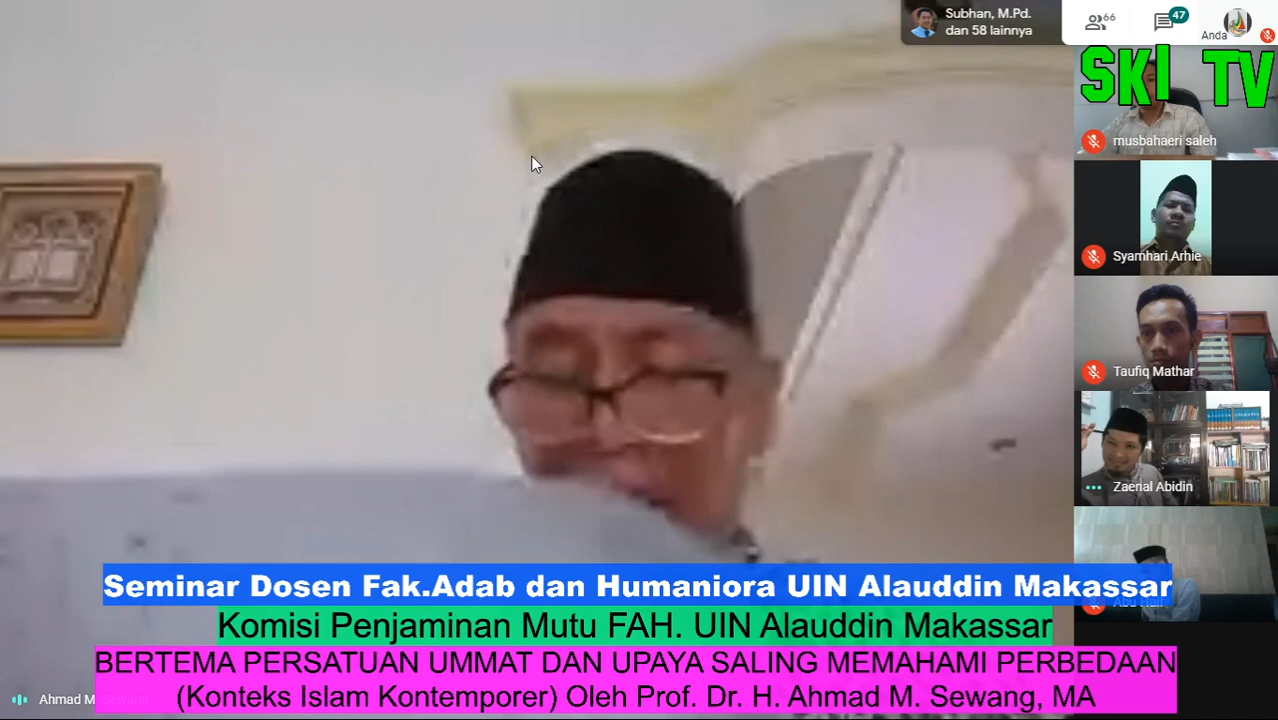 Subhan, M.Pd.
dan 58 lainnya
66
47
Anda
SKI TV
musbahaeri saleh
Syamhari Arhie
Taufiq Mathar
Zaenal Abidin
Seminar Dosen Fak.Adab dan Humaniora UIN Alauddin Makassar
Komisi Penjaminan Mutu FAH. UIN Alauddin Makassar
BERTEMA PERSATUAN UMMAT DAN UPAYA SALING MEMAHAMI PERBEDAAN
(Konteks Islam Kontemporer) Oleh Prof. Dr. H. Ahmad M. Sewang, MA
Ahmad M. Sewang